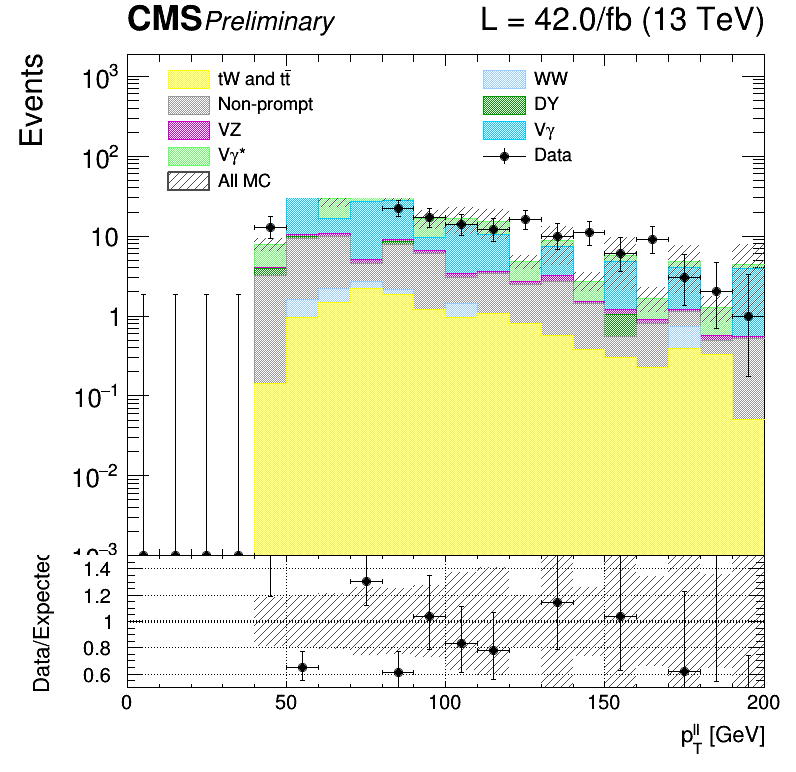 CMS Preliminary L = 42.0/fb (13 TeV)
Events
10³
10²
10
1
10⁻¹
10⁻²
10⁻³
tW and tt̄
Non-prompt
VZ
Vγ*
All MC
WW
DY
Vγ
Data
Data/Expected
1.4
1.2
1
0.8
0.6
0 50 100 150 200
p_T^ll [GeV]